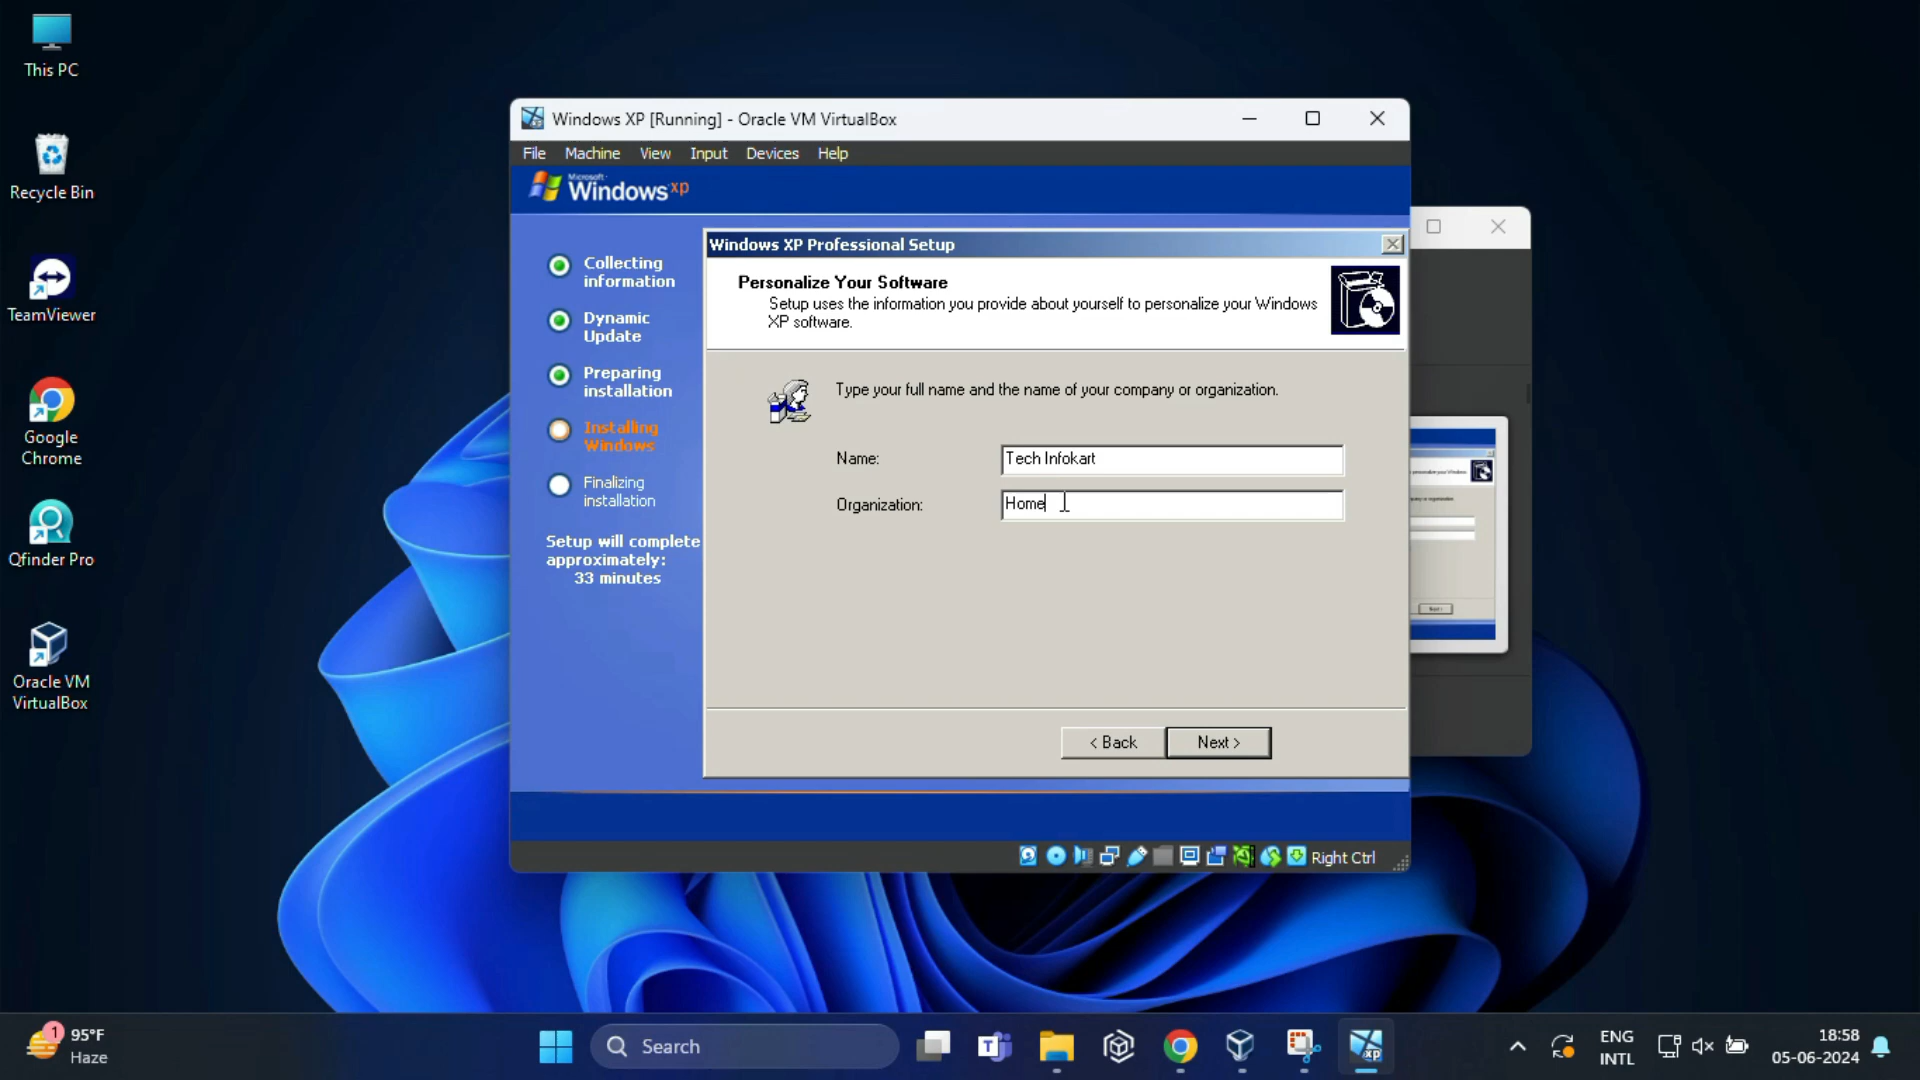 This PC
Recycle Bin
TeamViewer
Google
Chrome
Qfinder Pro
Oracle VM
VirtualBox
Windows XP [Running] - Oracle VM VirtualBox
File Machine View Input Devices Help
Microsoft
Windows xp
Collecting
information
Dynamic
Update
Preparing
installation
Installing
Windows
Finalizing
installation
Setup will complete
approximately:
33 minutes
Windows XP Professional Setup
Personalize Your Software
Setup uses the information you provide about yourself to personalize your Windows
XP software.
Type your full name and the name of your company or organization.
Name: Tech Infokart
Organization: Home
< Back Next >
Right Ctrl
1
95°F
Haze
Search
T
xp
ENG
INTL
18:58
05-06-2024